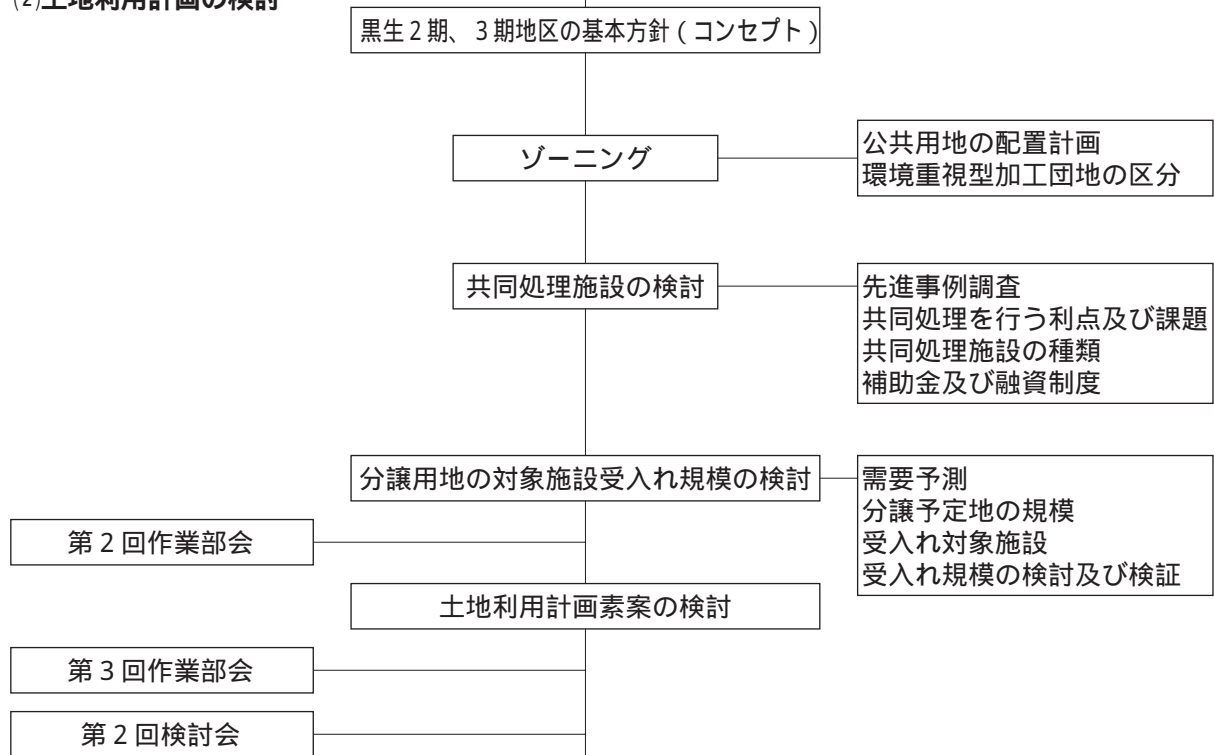 (2)土地利用計画の検討
黒生2期、3期地区の基本方針(コンセプト)
ゾーニング
公共用地の配置計画
環境重視型加工団地の区分
共同処理施設の検討
先進事例調査
共同処理を行う利点及び課題
共同処理施設の種類
補助金及び融資制度
分譲用地の対象施設受入れ規模の検討
需要予測
分譲予定地の規模
受入れ対象施設
受入れ規模の検討及び検証
第2回作業部会
土地利用計画素案の検討
第3回作業部会
第2回検討会